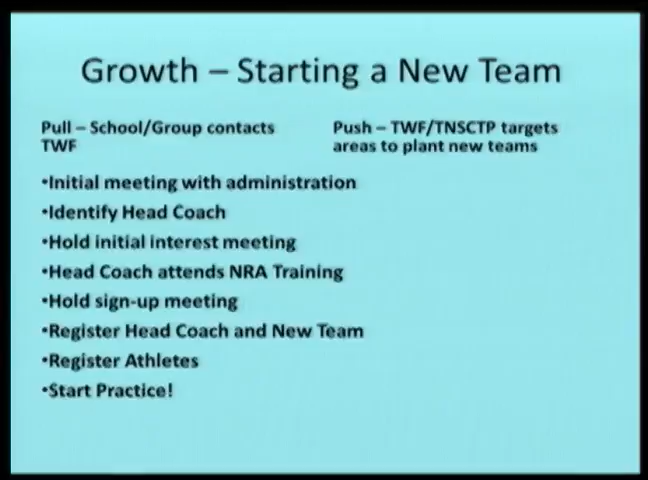 Growth – Starting a New Team
Pull – School/Group contacts
TWF
Push – TWF/TNSCTP targets
areas to plant new teams
•Initial meeting with administration
•Identify Head Coach
•Hold initial interest meeting
•Head Coach attends NRA Training
•Hold sign-up meeting
•Register Head Coach and New Team
•Register Athletes
•Start Practice!